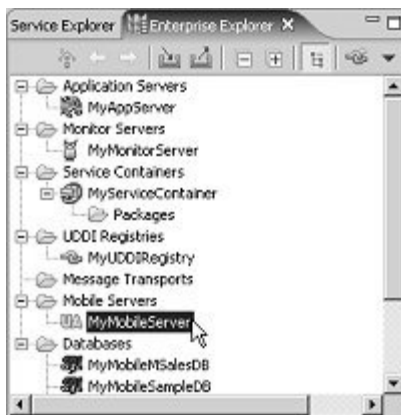 Service Explorer Enterprise Explorer
Application Servers
MyAppServer
Monitor Servers
MyMonitorServer
Service Containers
MyServiceContainer
Packages
UDDI Registries
MyUDDIRegistry
Message Transports
Mobile Servers
MyMobileServer
Databases
MyMobileMSalesDB
MyMobileSampleDB